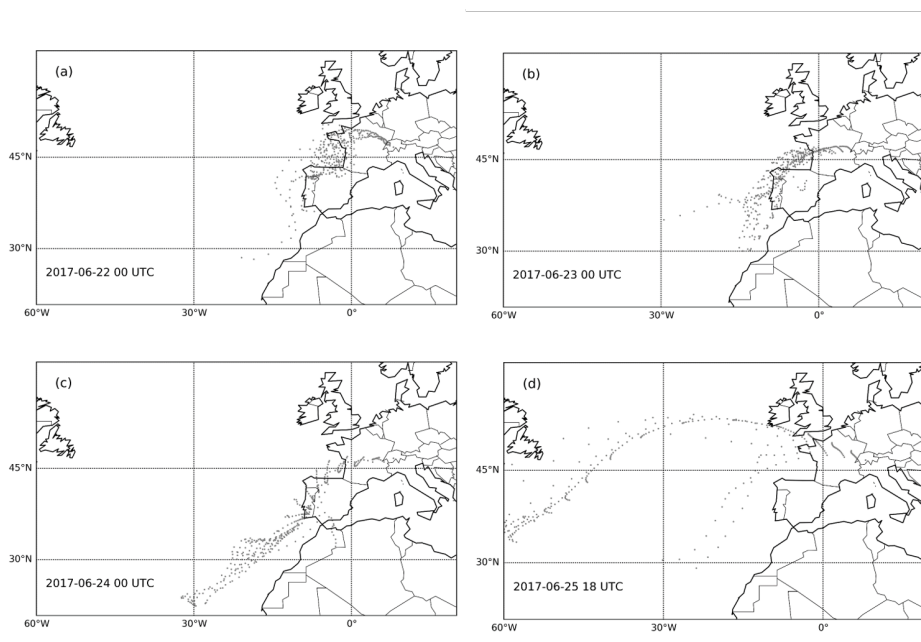 (a)
45°N
30°N
2017-06-22 00 UTC
60°W 30°W 0°
(b)
45°N
30°N
2017-06-23 00 UTC
60°W 30°W 0°
(c)
45°N
30°N
2017-06-24 00 UTC
60°W 30°W 0°
(d)
45°N
30°N
2017-06-25 18 UTC
60°W 30°W 0°